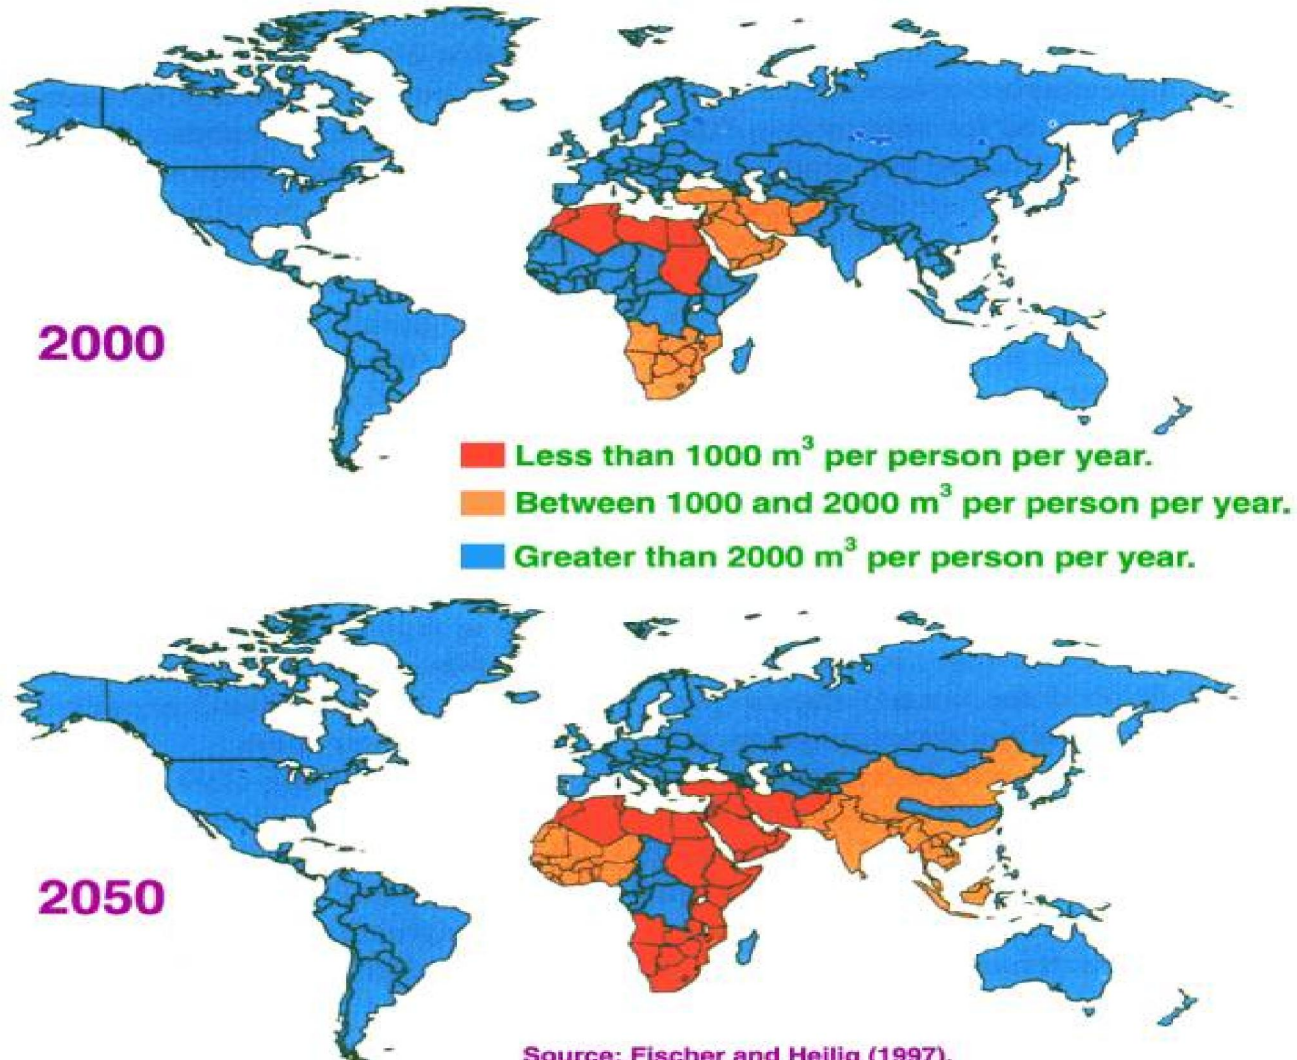 2000
Less than 1000 m³ per person per year.
Between 1000 and 2000 m³ per person per year.
Greater than 2000 m³ per person per year.
2050
Source: Fischer and Heilig (1997).